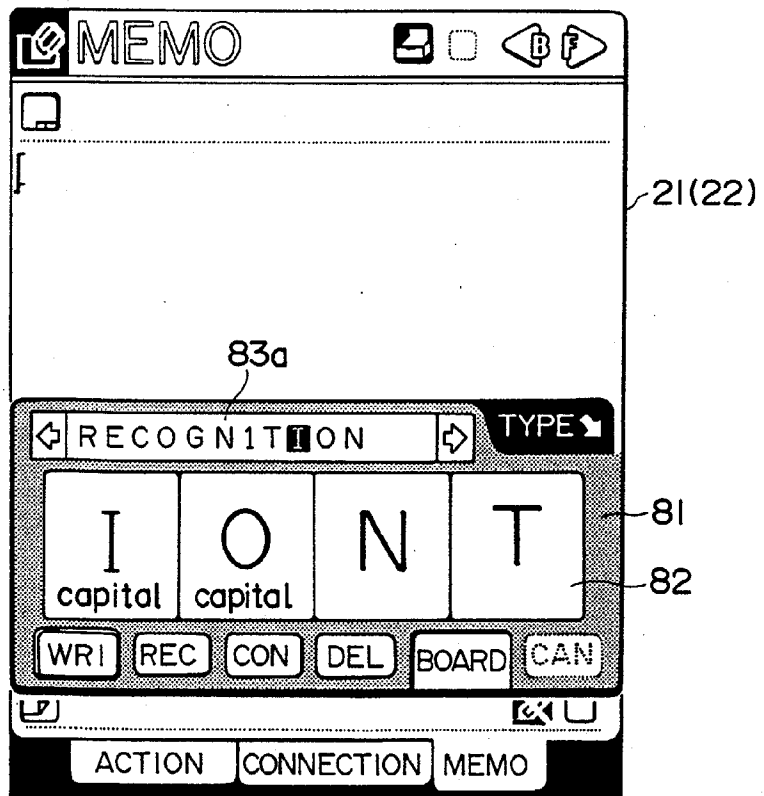 MEMO B F
21(22)
83a
RECOGN1TION
TYPE
I O N T
81
capital capital
82
WRI REC CON DEL BOARD CAN
ACTION CONNECTION MEMO